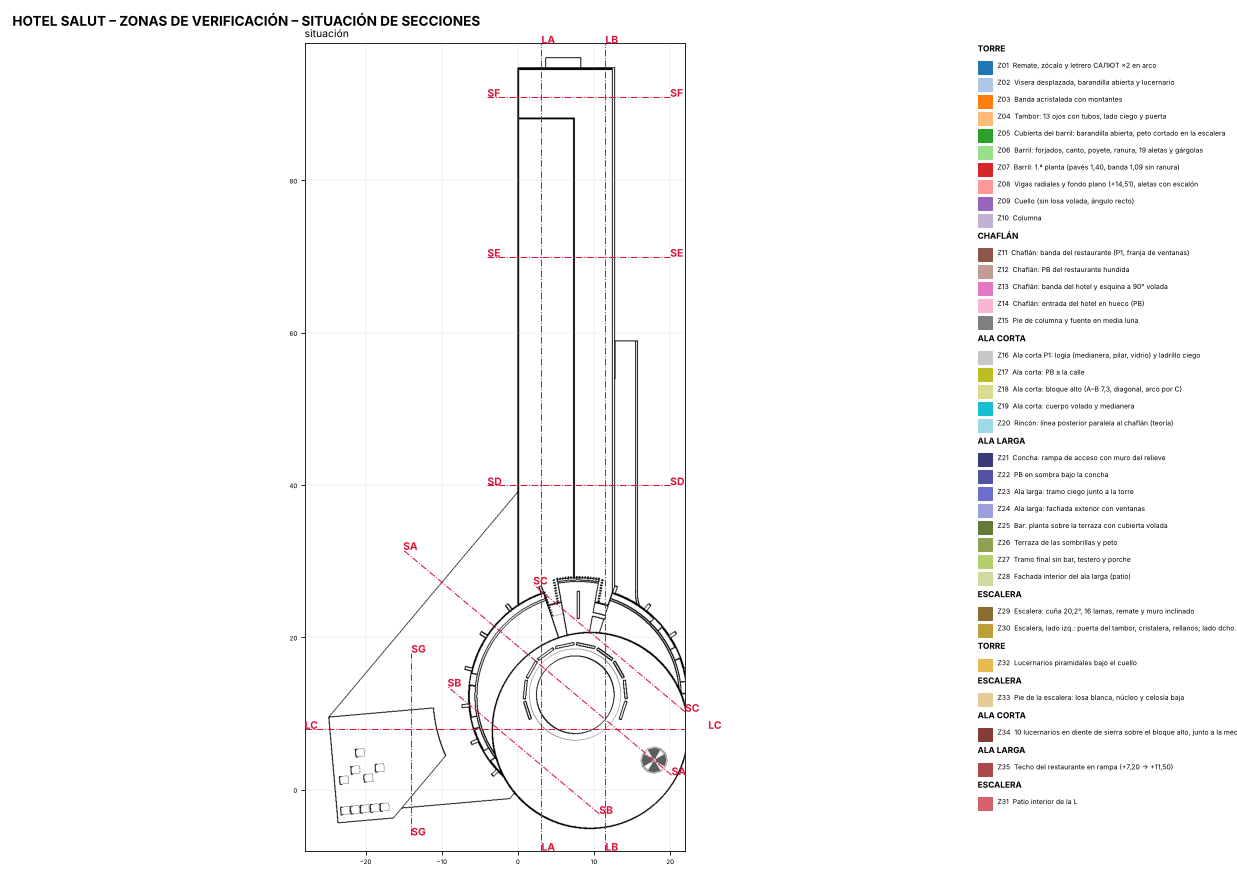 HOTEL SALUT – ZONAS DE VERIFICACIÓN – SITUACIÓN DE SECCIONES
situación
LA
LB
SF
SF
80
SE
SE
60
SD
SD
40
SA
SC
20
SG
SB
SC
LC
LC
SA
0
SB
SG
LA
LB
−20
−10
0
10
20
TORRE
Z01 Remate, zócalo y letrero САЛЮТ ×2 en arco
Z02 Visera desplazada, barandilla abierta y lucernario
Z03 Banda acristalada con montantes
Z04 Tambor: 13 ojos con tubos, lado ciego y puerta
Z05 Cubierta del barril: barandilla abierta, peto cortado en la escalera
Z06 Barril: forjados, canto, poyete, ranura, 19 aletas y gárgolas
Z07 Barril: 1.ª planta (pavés 1,40, banda 1,09 sin ranura)
Z08 Vigas radiales y fondo plano (+14,51), aletas con escalón
Z09 Cuello (sin losa volada, ángulo recto)
Z10 Columna
CHAFLÁN
Z11 Chaflán: banda del restaurante (P1, franja de ventanas)
Z12 Chaflán: PB del restaurante hundida
Z13 Chaflán: banda del hotel y esquina a 90° volada
Z14 Chaflán: entrada del hotel en hueco (PB)
Z15 Pie de columna y fuente en media luna
ALA CORTA
Z16 Ala corta P1: logia (medianera, pilar, vidrio) y ladrillo ciego
Z17 Ala corta: PB a la calle
Z18 Ala corta: bloque alto (A–B 7,3, diagonal, arco por C)
Z19 Ala corta: cuerpo volado y medianera
Z20 Rincón: línea posterior paralela al chaflán (teoría)
ALA LARGA
Z21 Concha: rampa de acceso con muro del relieve
Z22 PB en sombra bajo la concha
Z23 Ala larga: tramo ciego junto a la torre
Z24 Ala larga: fachada exterior con ventanas
Z25 Bar: planta sobre la terraza con cubierta volada
Z26 Terraza de las sombrillas y peto
Z27 Tramo final sin bar, testero y porche
Z28 Fachada interior del ala larga (patio)
ESCALERA
Z29 Escalera: cuña 20,2°, 16 lamas, remate y muro inclinado
Z30 Escalera, lado izq.: puerta del tambor, cristalera, rellanos; lado dcho.
TORRE
Z32 Lucernarios piramidales bajo el cuello
ESCALERA
Z33 Pie de la escalera: losa blanca, núcleo y celosía baja
ALA CORTA
Z34 10 lucernarios en diente de sierra sobre el bloque alto, junto a la me
ALA LARGA
Z35 Techo del restaurante en rampa (+7,20 → +11,50)
ESCALERA
Z31 Patio interior de la L